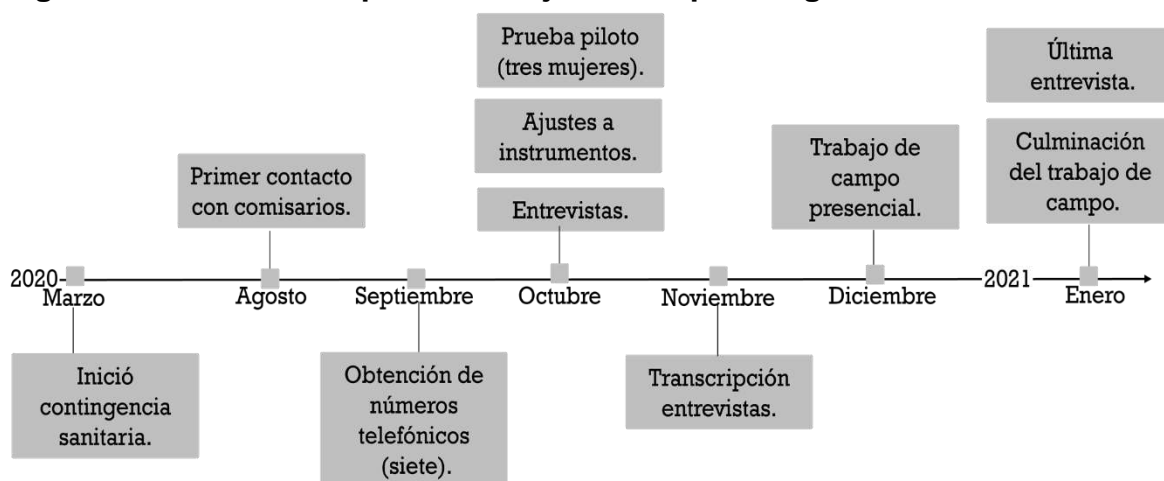 Prueba piloto
(tres mujeres).
Ajustes a
instrumentos.
Entrevistas.
Última
entrevista.
Culminación
del trabajo de
campo.
Primer contacto
con comisarios.
Trabajo de
campo
presencial.
2020
2021
Marzo
Agosto
Septiembre
Octubre
Noviembre
Diciembre
Enero
Inició
contingencia
sanitaria.
Obtención de
números
telefónicos
(siete).
Transcripción
entrevistas.